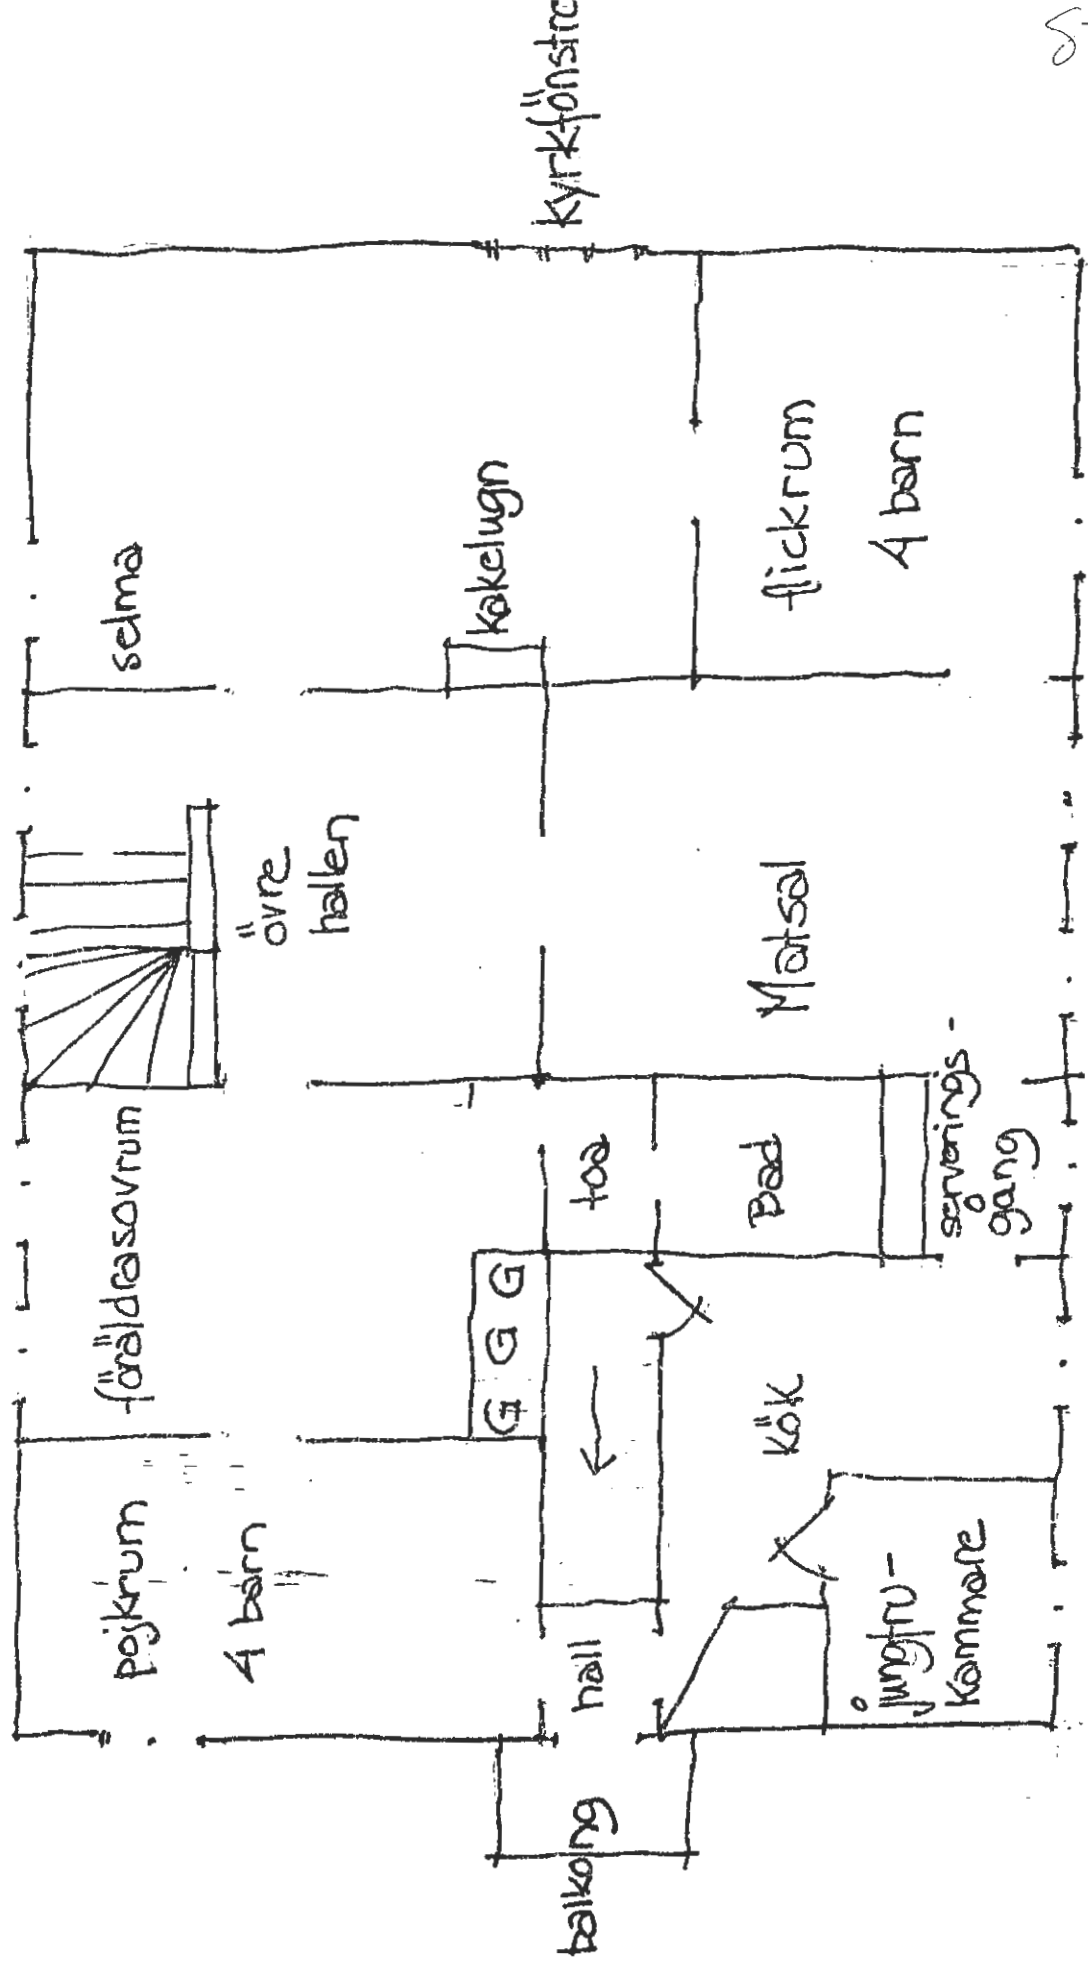 pojkrum
4 barn
föräldrasovrum
övre
hallen
selma
kakelugn
G G G
balkong
hall
toa
Bad
kök
jungfru-
kammare
serverings-
gång
Matsal
flickrum
4 barn
kyrkfönstre